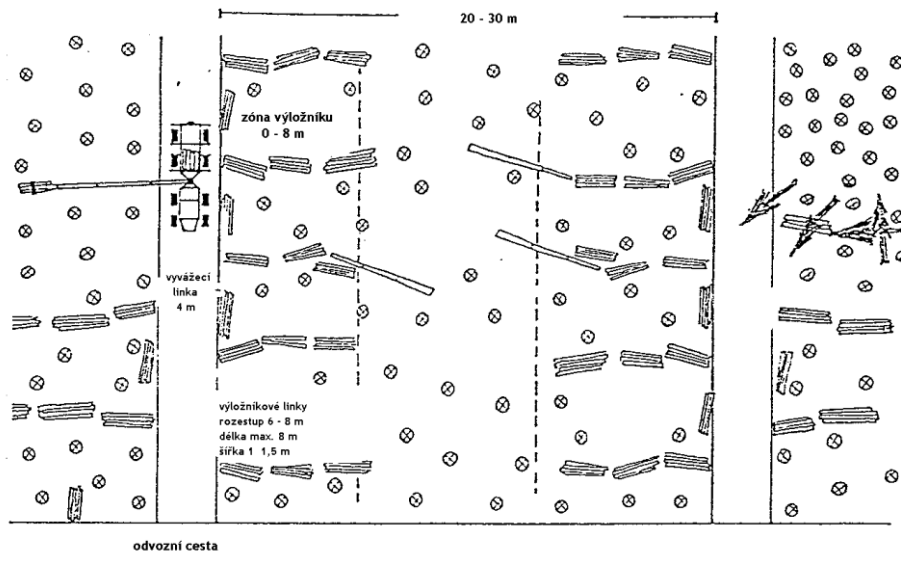 20 - 30 m
zóna výložníku
0 - 8 m
vyvážecí
linka
4 m
výložníkové linky
rozestup 6 - 8 m
délka max. 8 m
šířka 1 1,5 m
odvozní cesta